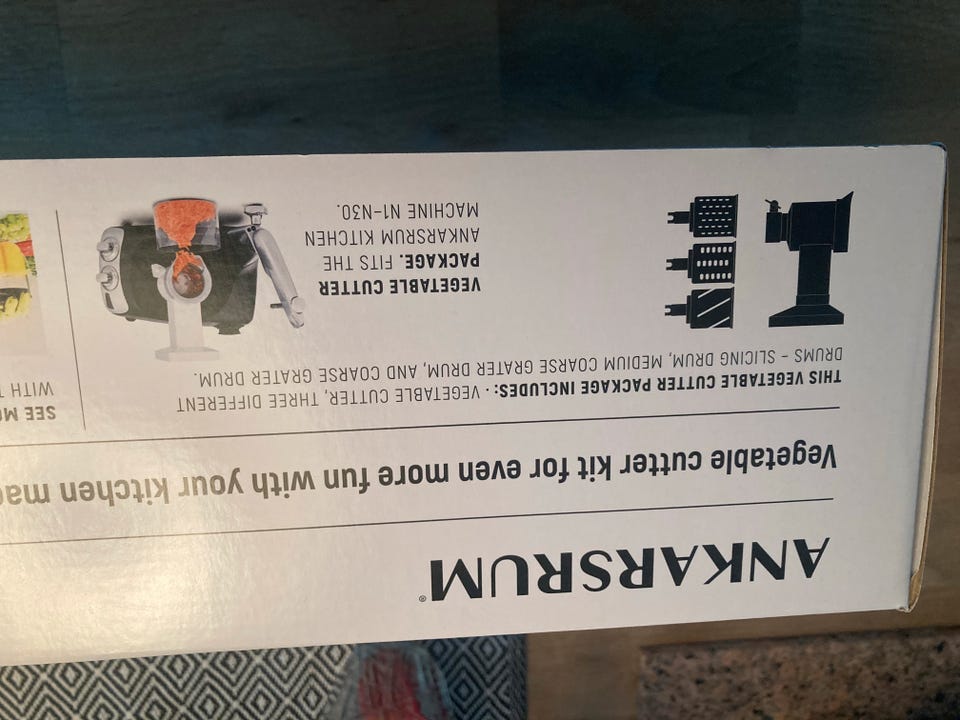 ANKARSRUM®
Vegetable cutter kit for even more fun with your kitchen
THIS VEGETABLE CUTTER PACKAGE INCLUDES: - VEGETABLE CUTTER, THREE DIFFERENT
DRUMS - SLICING DRUM, MEDIUM COARSE GRATER DRUM, AND COARSE GRATER DRUM.
VEGETABLE CUTTER
PACKAGE. FITS THE
ANKARSRUM KITCHEN
MACHINE N1-N30.
SEE
WITH